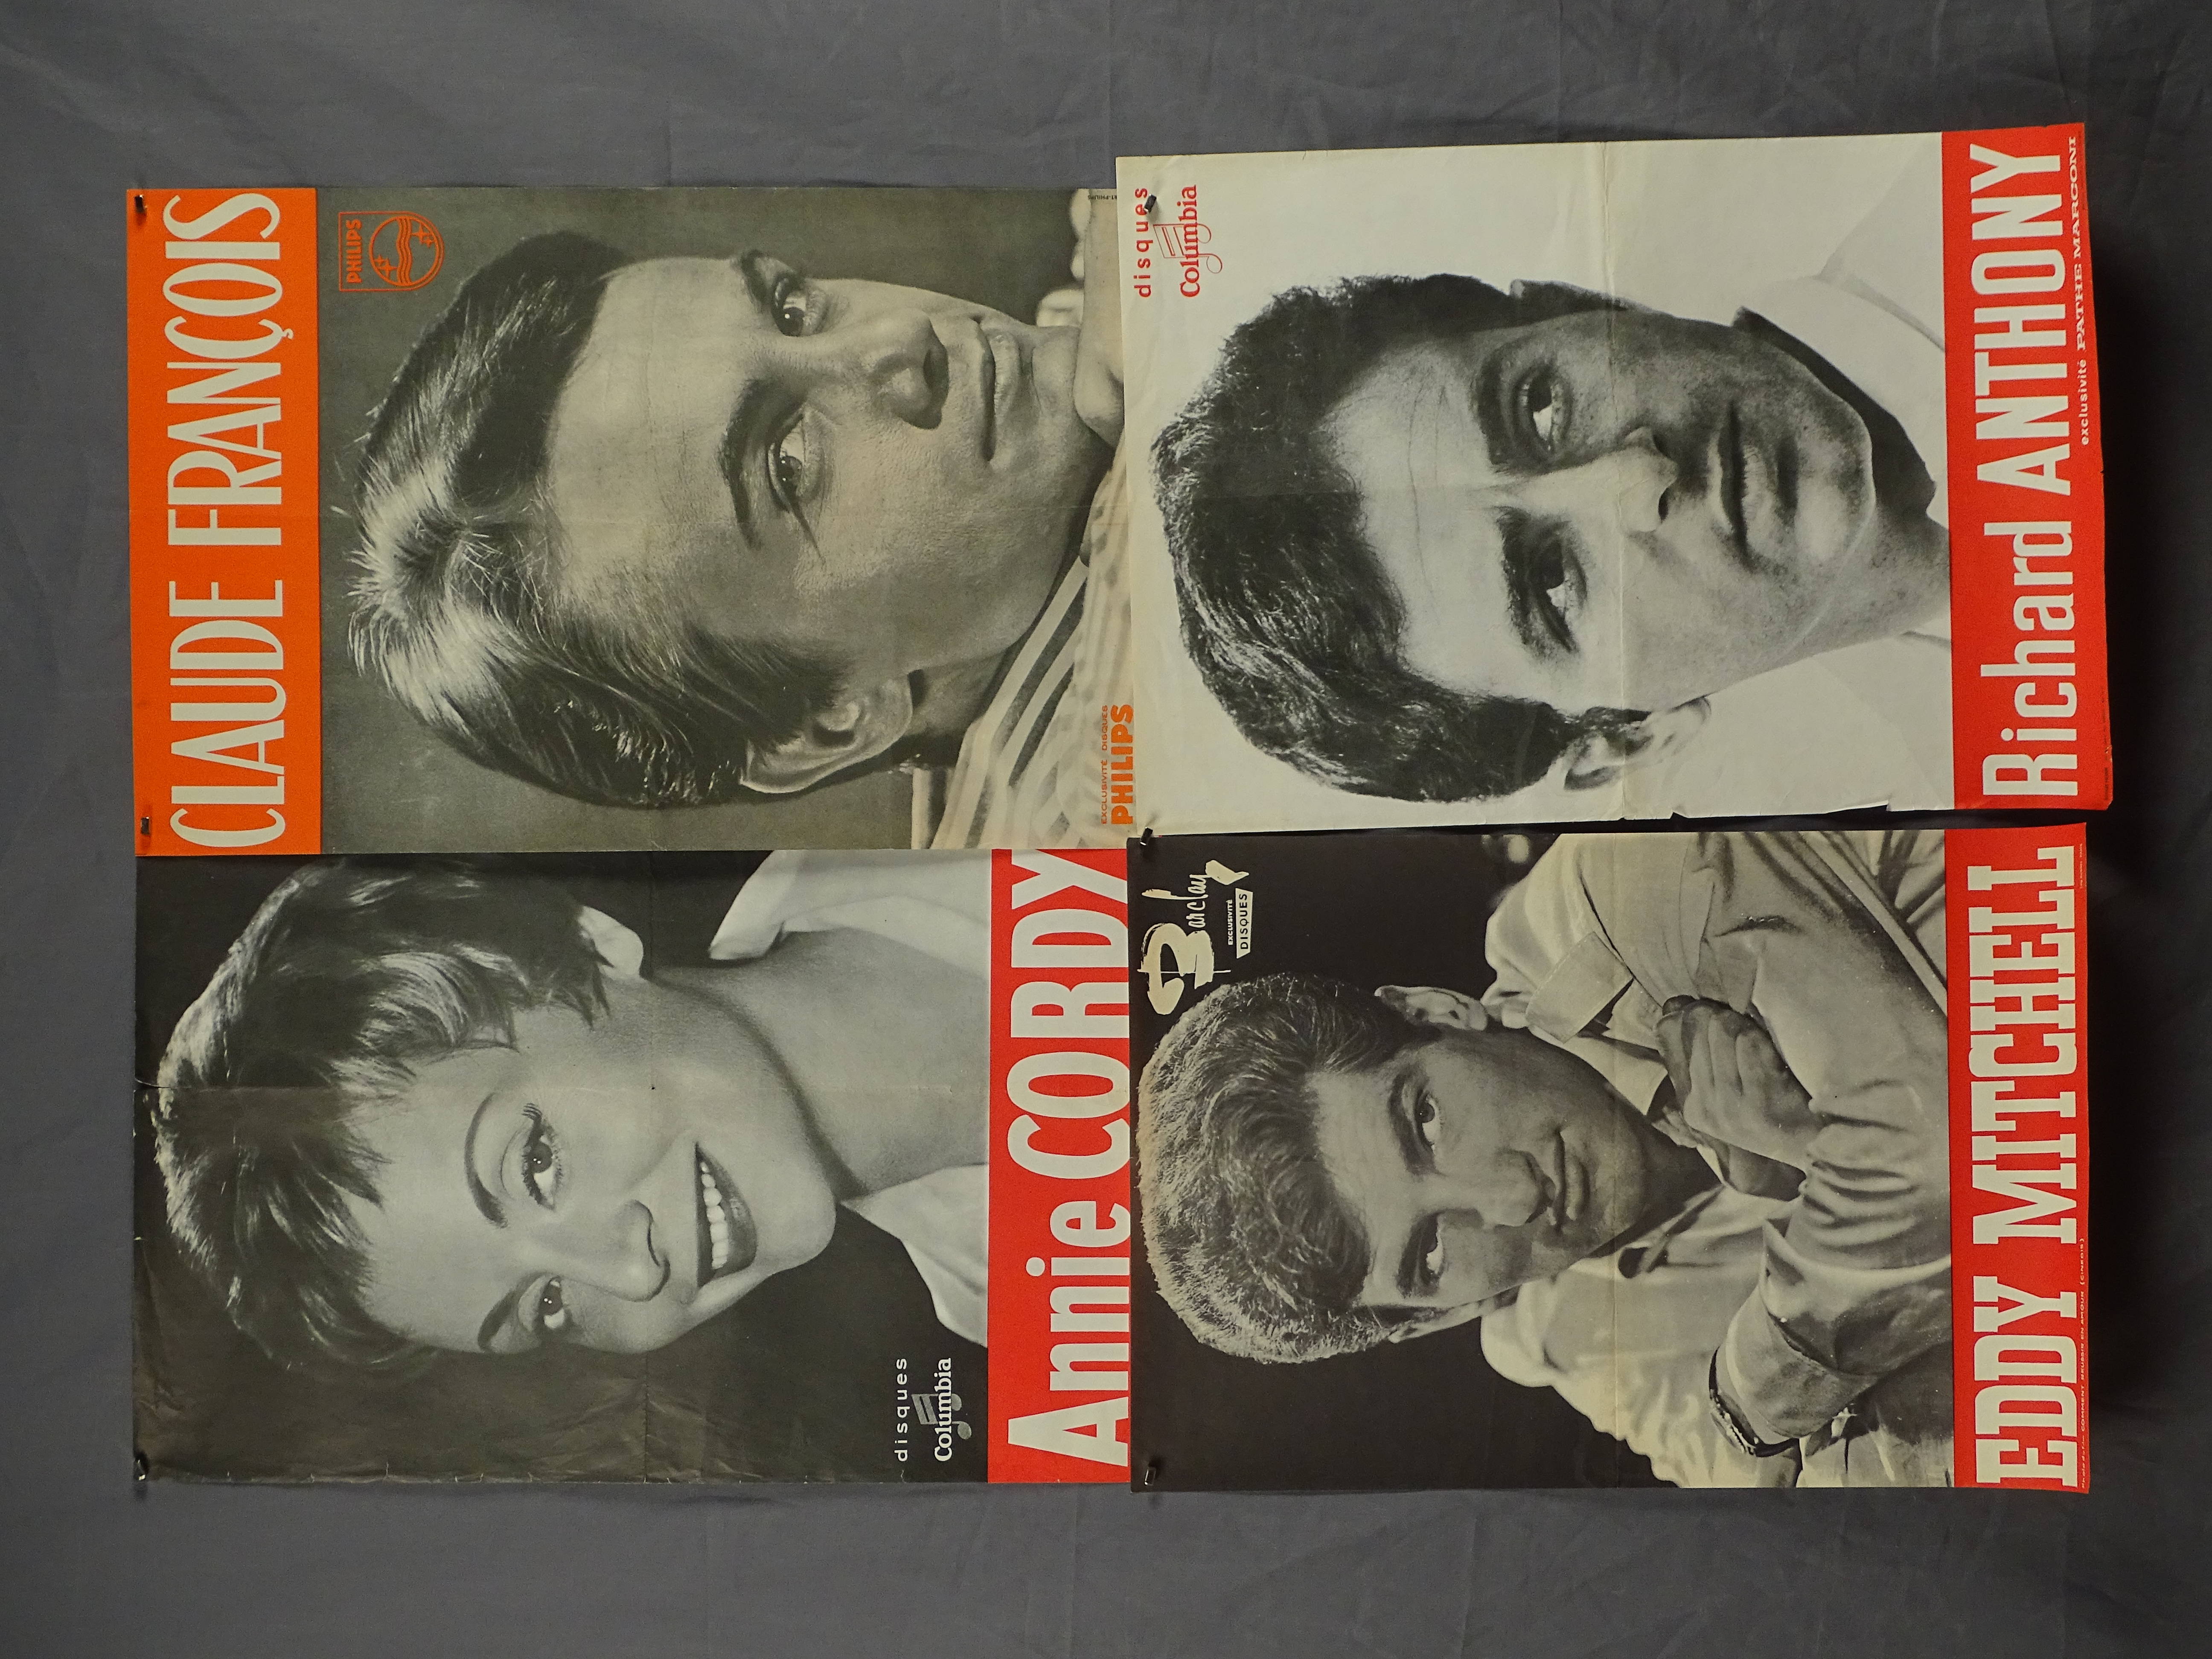 CLAUDE FRANÇOIS
PHILIPS
EXCLUSIVITÉ DISQUES
PHILIPS
disques
Columbia
Annie CORDY
disques
Columbia
Richard ANTHONY
exclusivité PATHÉ MARCONI
Barclay
EXCLUSIVITÉ
DISQUES
EDDY MITCHELL